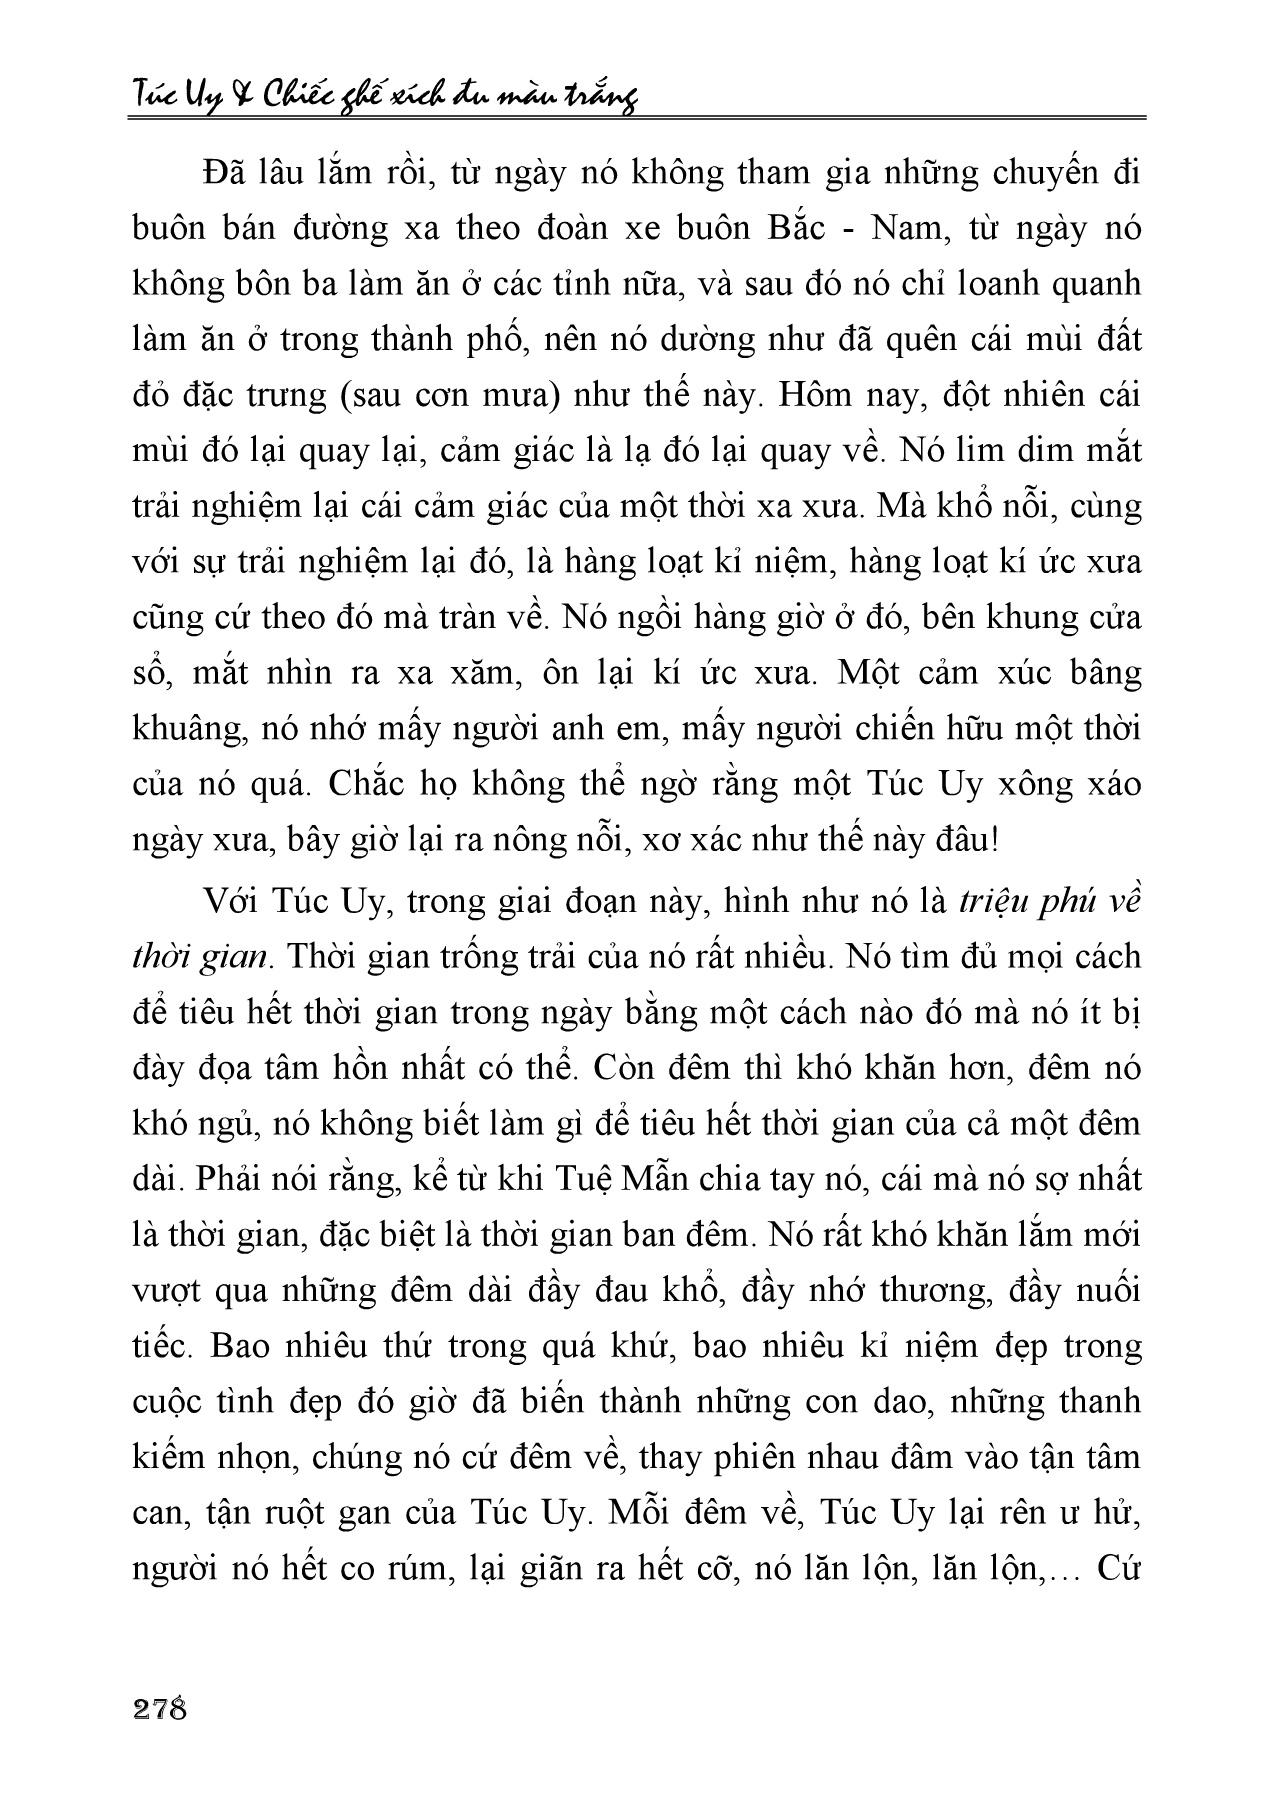 Túc Uy & Chiếc ghế xích đu màu trắng
Đã lâu lắm rồi, từ ngày nó không tham gia những chuyến đi
buôn bán đường xa theo đoàn xe buôn Bắc - Nam, từ ngày nó
không bôn ba làm ăn ở các tỉnh nữa, và sau đó nó chỉ loanh quanh
làm ăn ở trong thành phố, nên nó dường như đã quên cái mùi đất
đỏ đặc trưng (sau cơn mưa) như thế này. Hôm nay, đột nhiên cái
mùi đó lại quay lại, cảm giác là lạ đó lại quay về. Nó lim dim mắt
trải nghiệm lại cái cảm giác của một thời xa xưa. Mà khổ nỗi, cùng
với sự trải nghiệm lại đó, là hàng loạt kỉ niệm, hàng loạt kí ức xưa
cũng cứ theo đó mà tràn về. Nó ngồi hàng giờ ở đó, bên khung cửa
sổ, mắt nhìn ra xa xăm, ôn lại kí ức xưa. Một cảm xúc bâng
khuâng, nó nhớ mấy người anh em, mấy người chiến hữu một thời
của nó quá. Chắc họ không thể ngờ rằng một Túc Uy xông xáo
ngày xưa, bây giờ lại ra nông nỗi, xơ xác như thế này đâu!
Với Túc Uy, trong giai đoạn này, hình như nó là triệu phú về
thời gian. Thời gian trống trải của nó rất nhiều. Nó tìm đủ mọi cách
để tiêu hết thời gian trong ngày bằng một cách nào đó mà nó ít bị
đày đọa tâm hồn nhất có thể. Còn đêm thì khó khăn hơn, đêm nó
khó ngủ, nó không biết làm gì để tiêu hết thời gian của cả một đêm
dài. Phải nói rằng, kể từ khi Tuệ Mẫn chia tay nó, cái mà nó sợ nhất
là thời gian, đặc biệt là thời gian ban đêm. Nó rất khó khăn lắm mới
vượt qua những đêm dài đầy đau khổ, đầy nhớ thương, đầy nuối
tiếc. Bao nhiêu thứ trong quá khứ, bao nhiêu kỉ niệm đẹp trong
cuộc tình đẹp đó giờ đã biến thành những con dao, những thanh
kiếm nhọn, chúng nó cứ đêm về, thay phiên nhau đâm vào tận tâm
can, tận ruột gan của Túc Uy. Mỗi đêm về, Túc Uy lại rên ư hử,
người nó hết co rúm, lại giãn ra hết cỡ, nó lăn lộn, lăn lộn,… Cứ
278